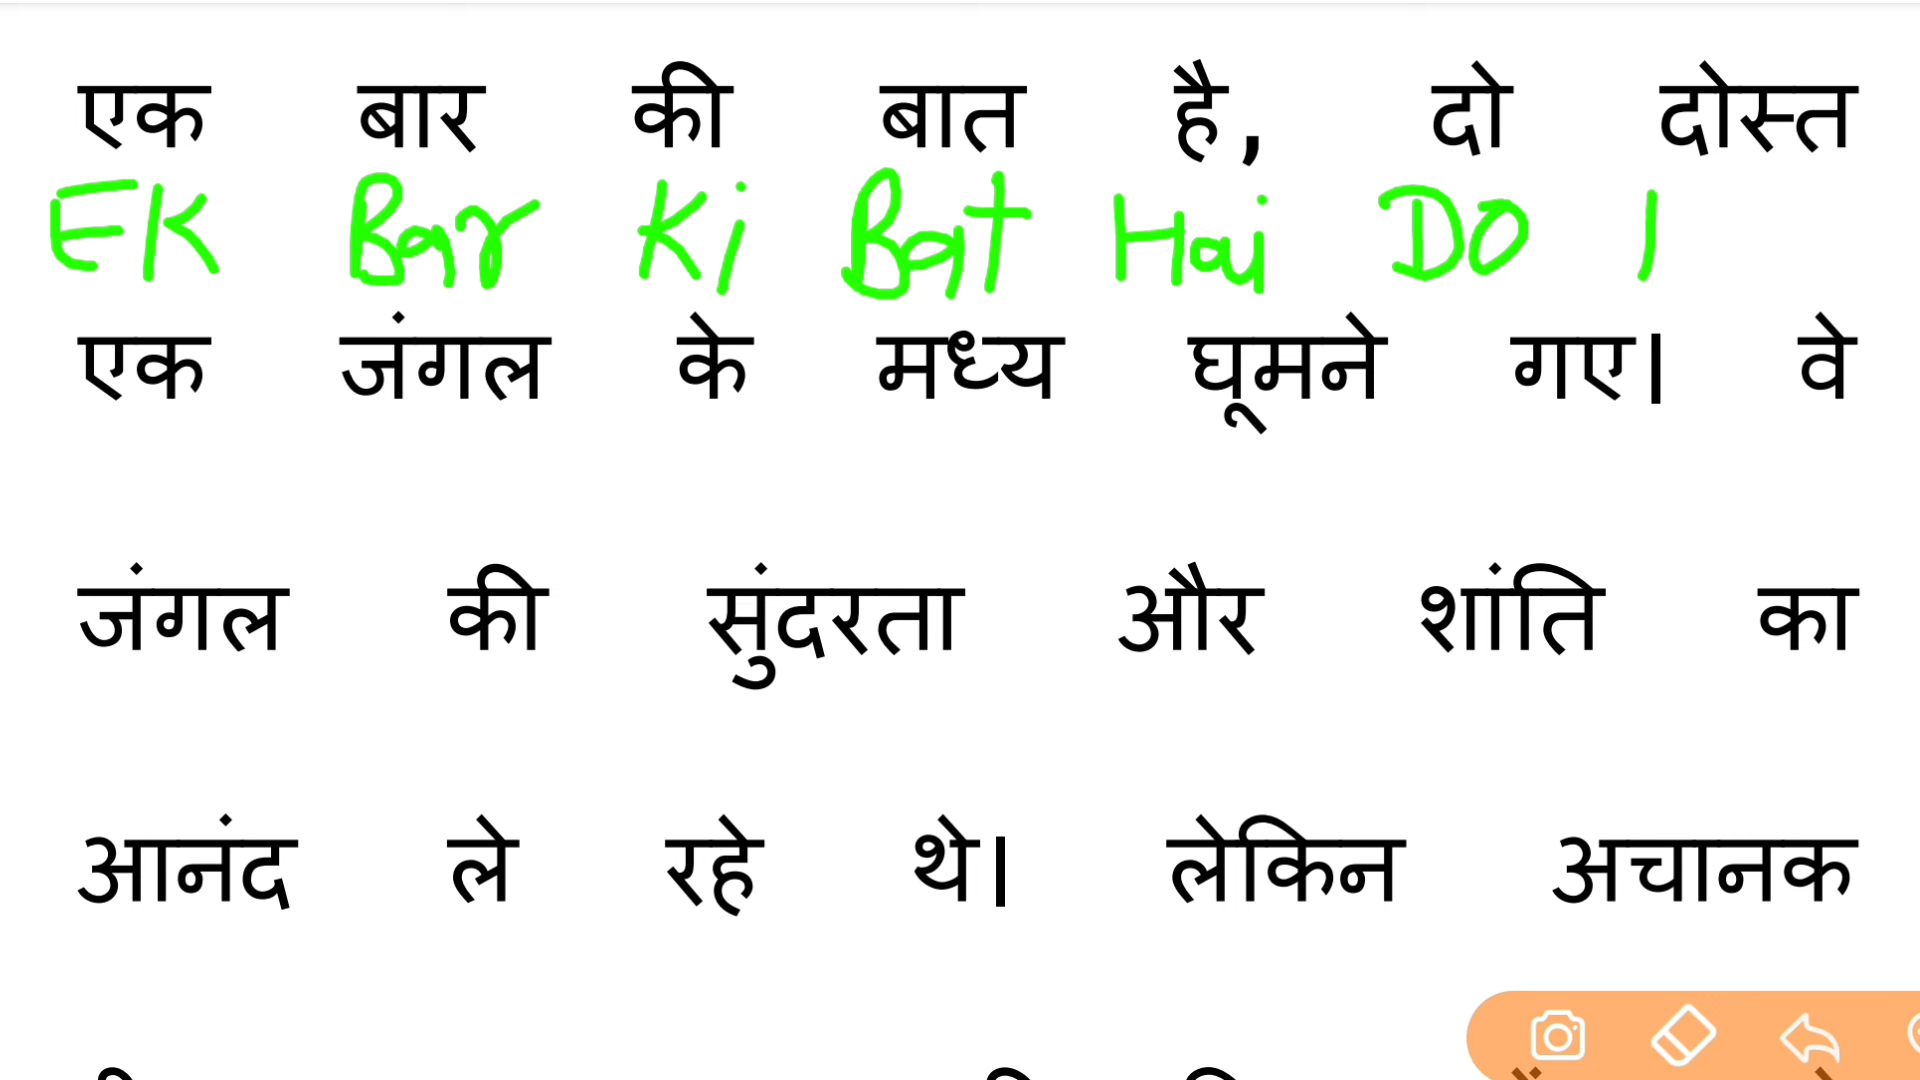 एक बार की बात है, दो दोस्त
EK Bar Ki Bat Hai DO
एक जंगल के मध्य घूमने गए। वे
जंगल की सुंदरता और शांति का
आनंद ले रहे थे। लेकिन अचानक